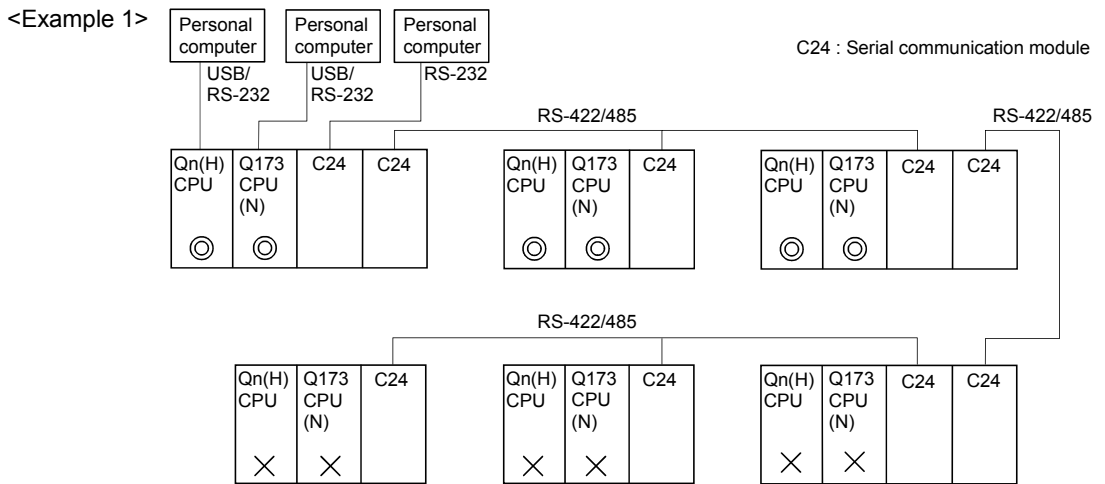 <Example 1>
Personal computer
Personal computer
Personal computer
C24 : Serial communication module
USB/ RS-232
USB/ RS-232
RS-232
RS-422/485
RS-422/485
Qn(H) CPU
Q173 CPU (N)
C24
C24
Qn(H) CPU
Q173 CPU (N)
C24
Qn(H) CPU
Q173 CPU (N)
C24
C24
RS-422/485
Qn(H) CPU
Q173 CPU (N)
C24
Qn(H) CPU
Q173 CPU (N)
C24
Qn(H) CPU
Q173 CPU (N)
C24
C24